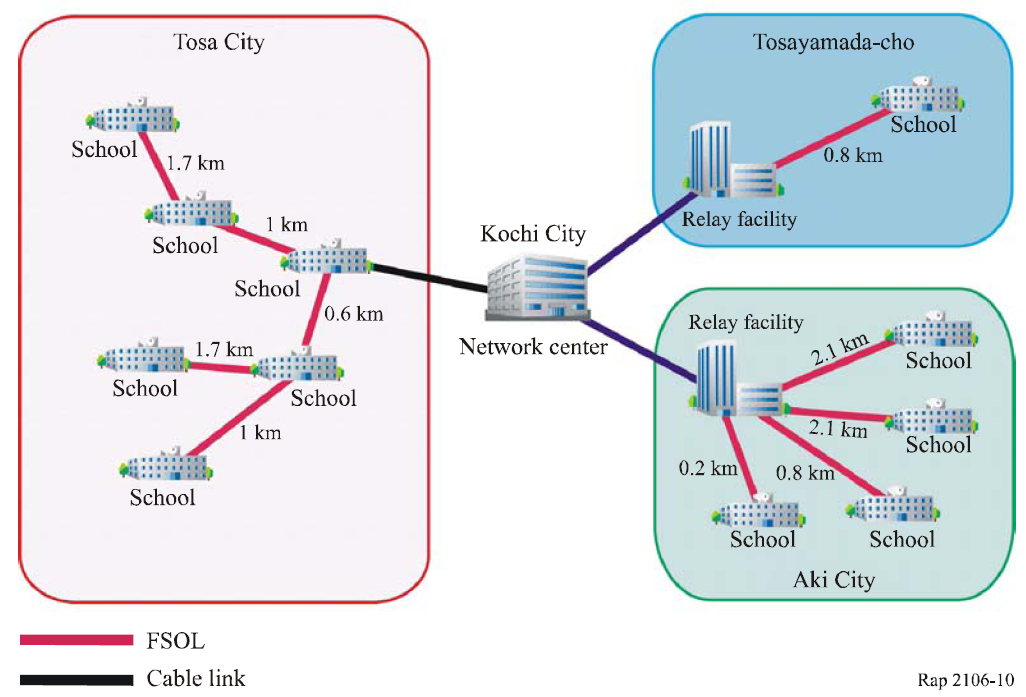 Tosa City
School
1.7 km
School
1 km
School
0.6 km
School
1.7 km
School
1 km
School
Kochi City
Network center
Tosayamada-cho
School
0.8 km
Relay facility
Relay facility
2.1 km
School
2.1 km
School
0.2 km
0.8 km
School
School
Aki City
FSOL
Cable link
Rap 2106-10